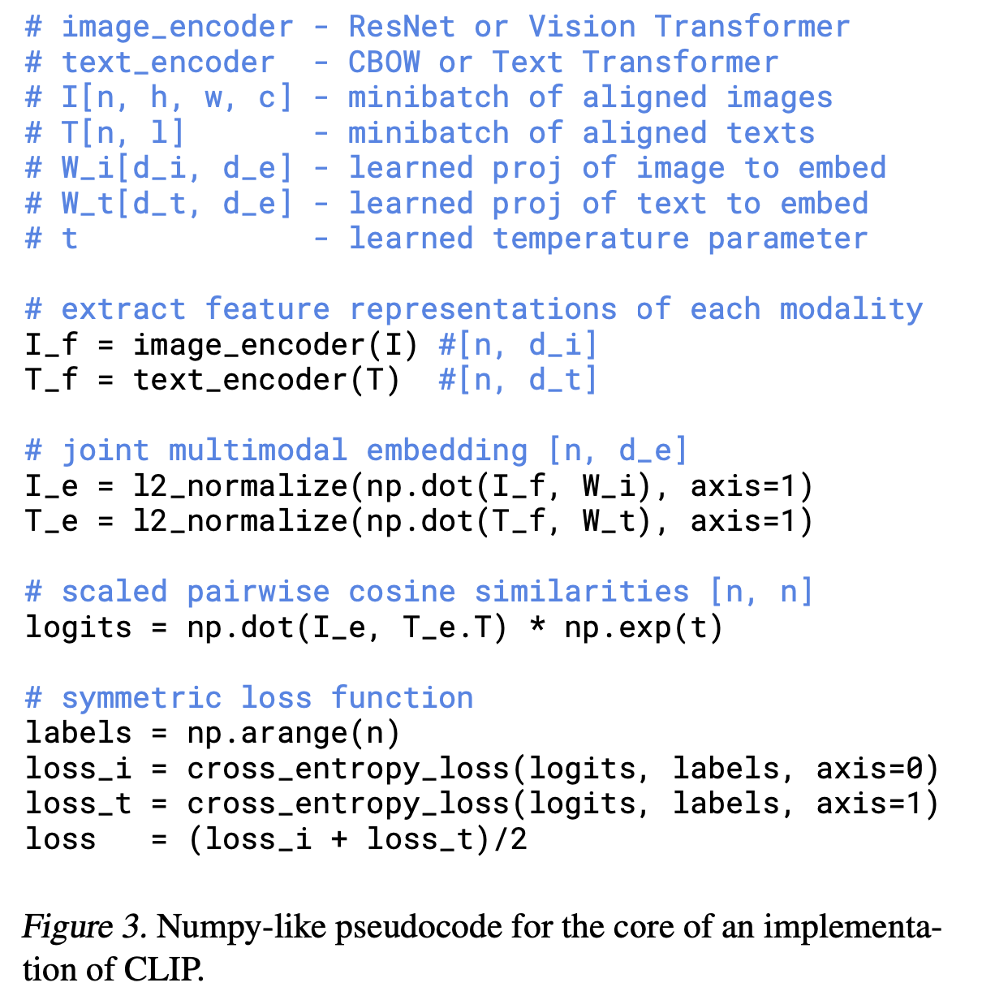 # image_encoder - ResNet or Vision Transformer
# text_encoder  - CBOW or Text Transformer
# I[n, h, w, c] - minibatch of aligned images
# T[n, l]       - minibatch of aligned texts
# W_i[d_i, d_e] - learned proj of image to embed
# W_t[d_t, d_e] - learned proj of text to embed
# t             - learned temperature parameter
# extract feature representations of each modality
I_f = image_encoder(I) #[n, d_i]
T_f = text_encoder(T)  #[n, d_t]
# joint multimodal embedding [n, d_e]
I_e = l2_normalize(np.dot(I_f, W_i), axis=1)
T_e = l2_normalize(np.dot(T_f, W_t), axis=1)
# scaled pairwise cosine similarities [n, n]
logits = np.dot(I_e, T_e.T) * np.exp(t)
# symmetric loss function
labels = np.arange(n)
loss_i = cross_entropy_loss(logits, labels, axis=0)
loss_t = cross_entropy_loss(logits, labels, axis=1)
loss   = (loss_i + loss_t)/2
Figure 3. Numpy-like pseudocode for the core of an implementa-
tion of CLIP.